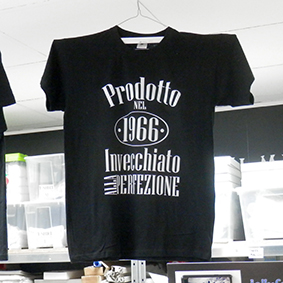 Prodotto
NEL
1966
Invecchiato
ALLA PERFEZIONE